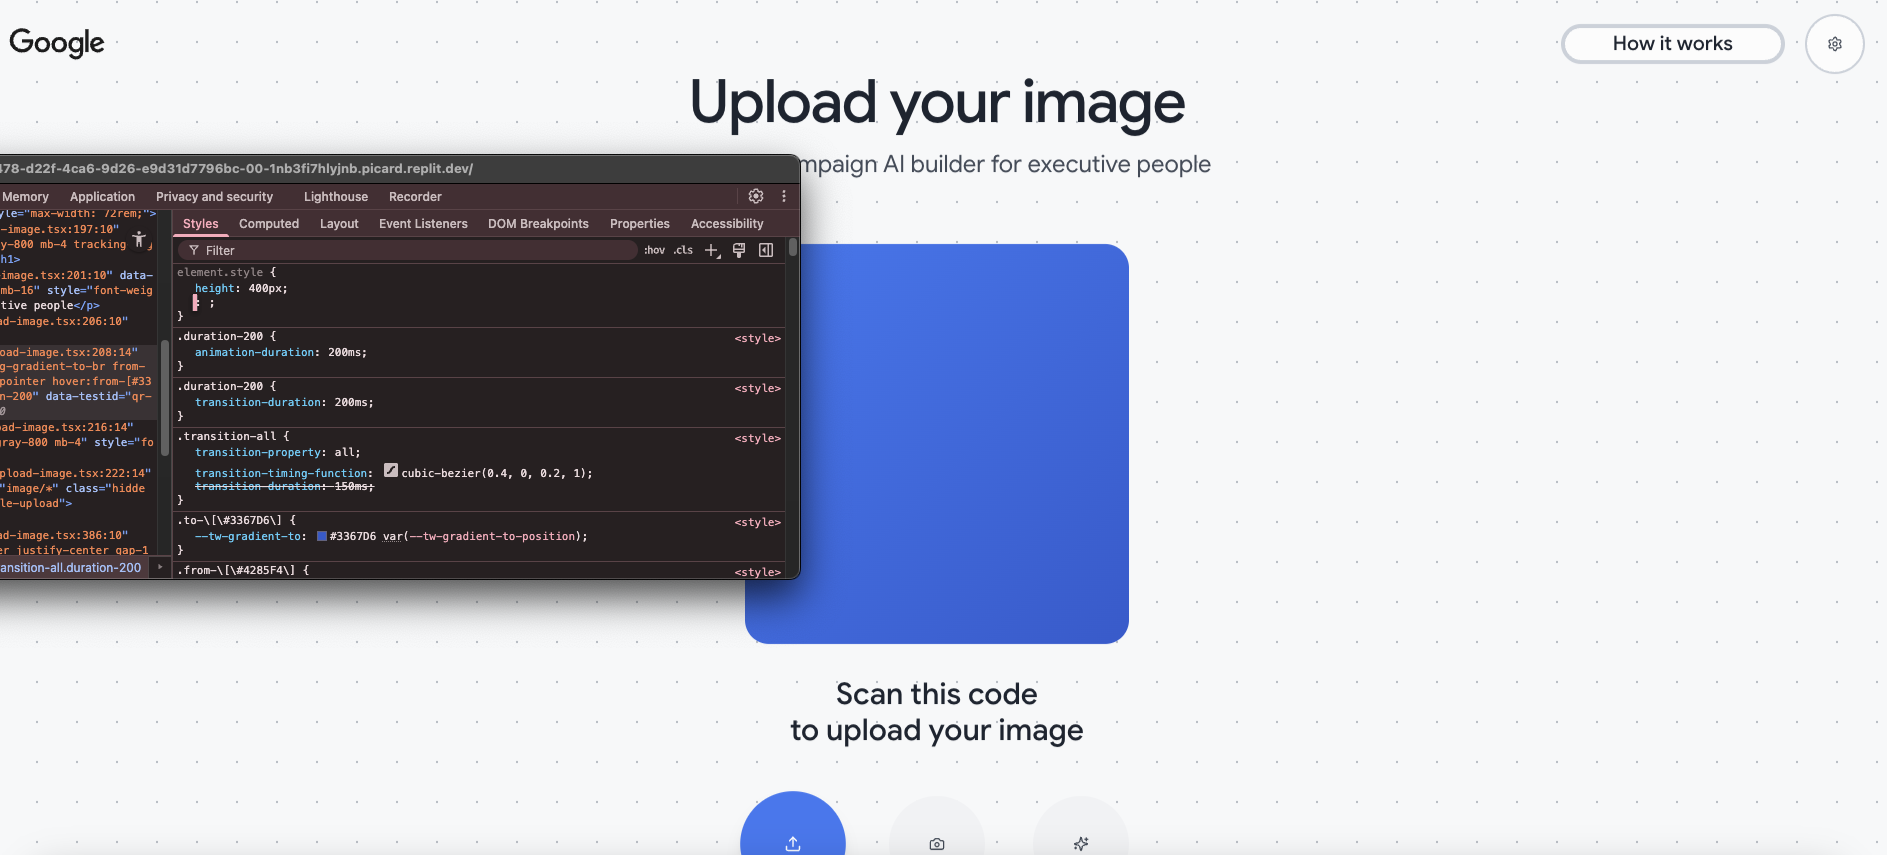 Google
How it works
Upload your image
mpaign AI builder for executive people
478-d22f-4ca6-9d26-e9d31d7796bc-00-1nb3fi7hlyjnb.picard.replit.dev/
Memory Application Privacy and security Lighthouse Recorder
yle="max-width: 72rem;">
-image.tsx:197:10"
y-800 mb-4 tracking
h1>
image.tsx:201:10" data-
mb-16" style="font-weig
tive people</p>
ad-image.tsx:206:10"
oad-image.tsx:208:14"
g-gradient-to-br from-
pointer hover:from-[#33
n-200" data-testid="qr-
0
oad-image.tsx:216:14"
gray-800 mb-4" style="fo
pload-image.tsx:222:14"
"image/*" class="hidde
le-upload">
ad-image.tsx:386:10"
er justify-center gap-1
ansition-all.duration-200
Styles Computed Layout Event Listeners DOM Breakpoints Properties Accessibility
Filter :hov .cls
element.style {
height: 400px;
: ;
}
.duration-200 { <style>
animation-duration: 200ms;
}
.duration-200 { <style>
transition-duration: 200ms;
}
.transition-all { <style>
transition-property: all;
transition-timing-function: cubic-bezier(0.4, 0, 0.2, 1);
transition-duration: 150ms;
}
.to-\[\#3367D6\] { <style>
--tw-gradient-to: #3367D6 var(--tw-gradient-to-position);
}
.from-\[\#4285F4\] { <style>
Scan this code
to upload your image